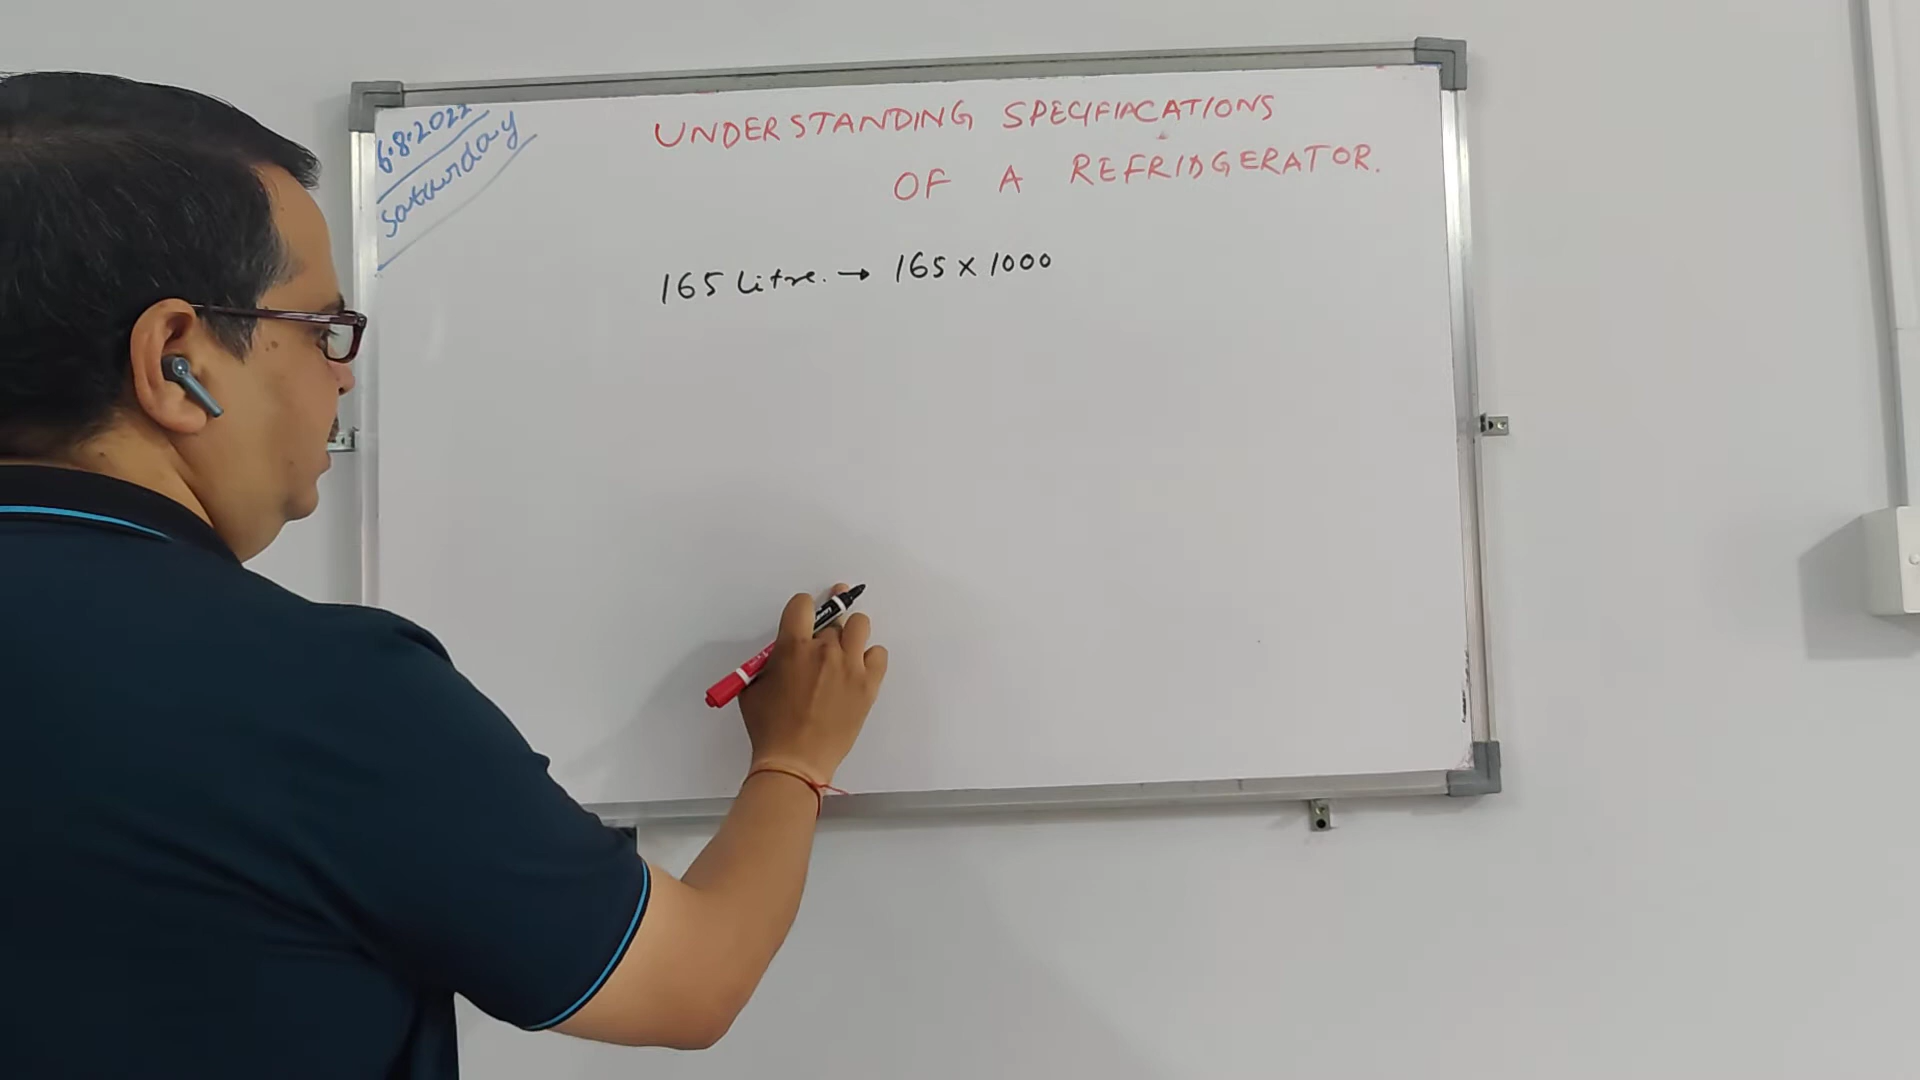 6.8.2022
Saturday
UNDERSTANDING SPECIFIACATIONS
OF A REFRIDGERATOR.
165 Litre. → 165 × 1000